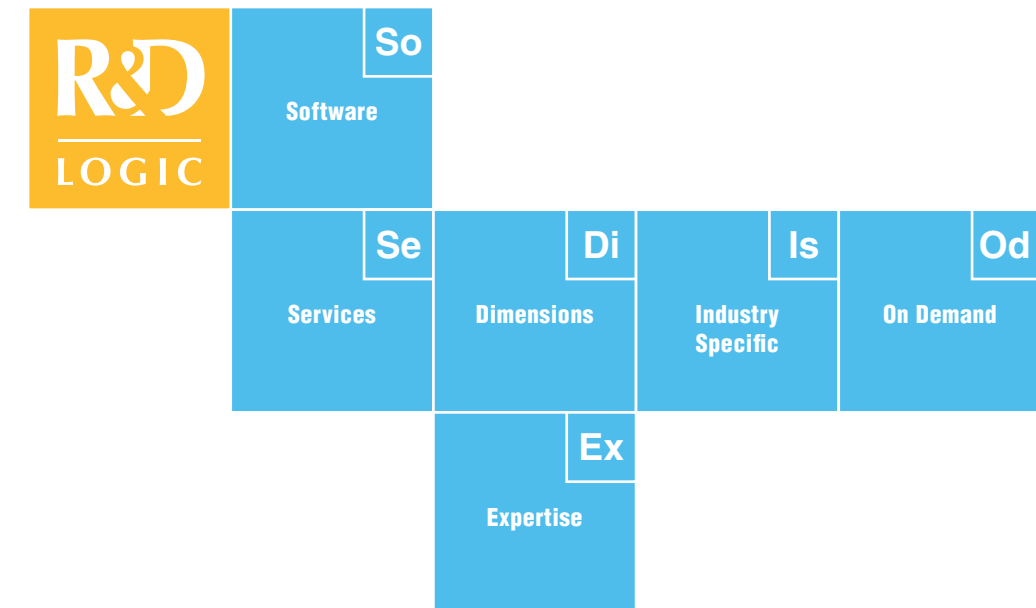 R&D
LOGIC
So
Software
Se
Services
Di
Dimensions
Is
Industry
Specific
Od
On Demand
Ex
Expertise